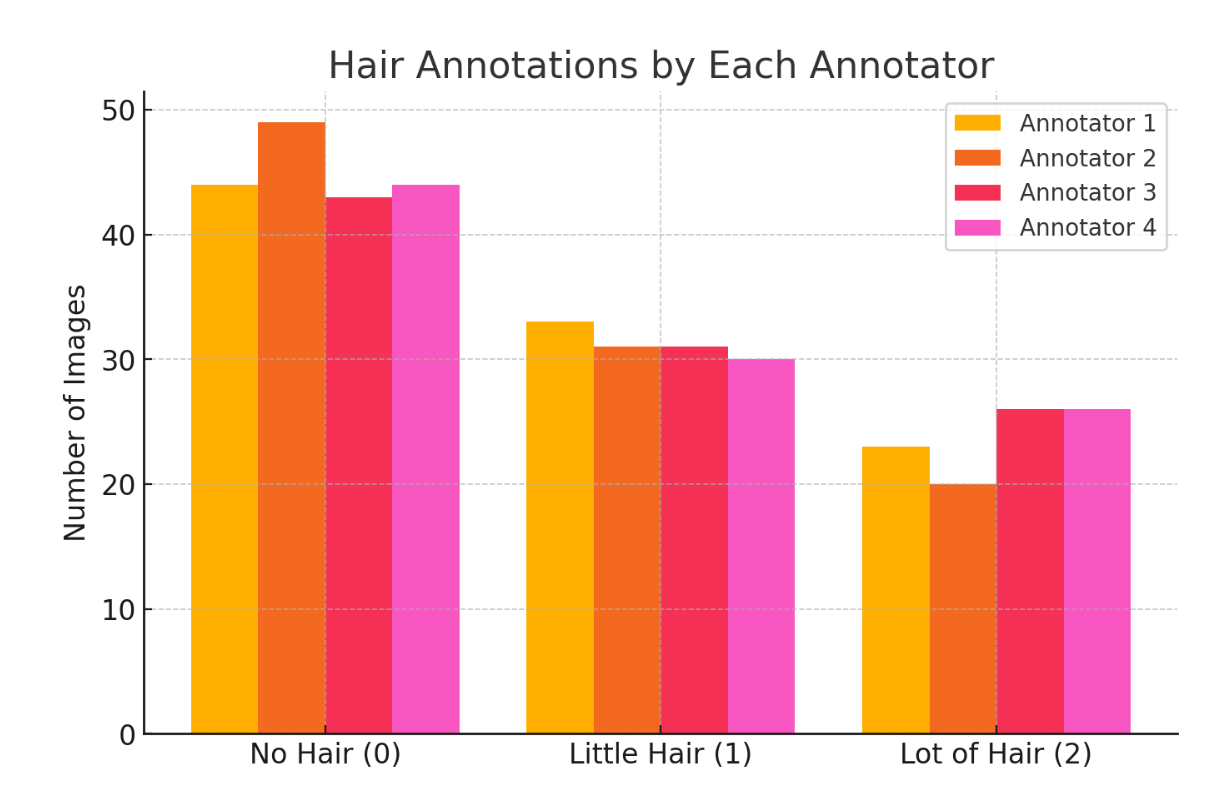 Hair Annotations by Each Annotator
50
40
30
20
10
0
Number of Images
Annotator 1
Annotator 2
Annotator 3
Annotator 4
No Hair (0)
Little Hair (1)
Lot of Hair (2)